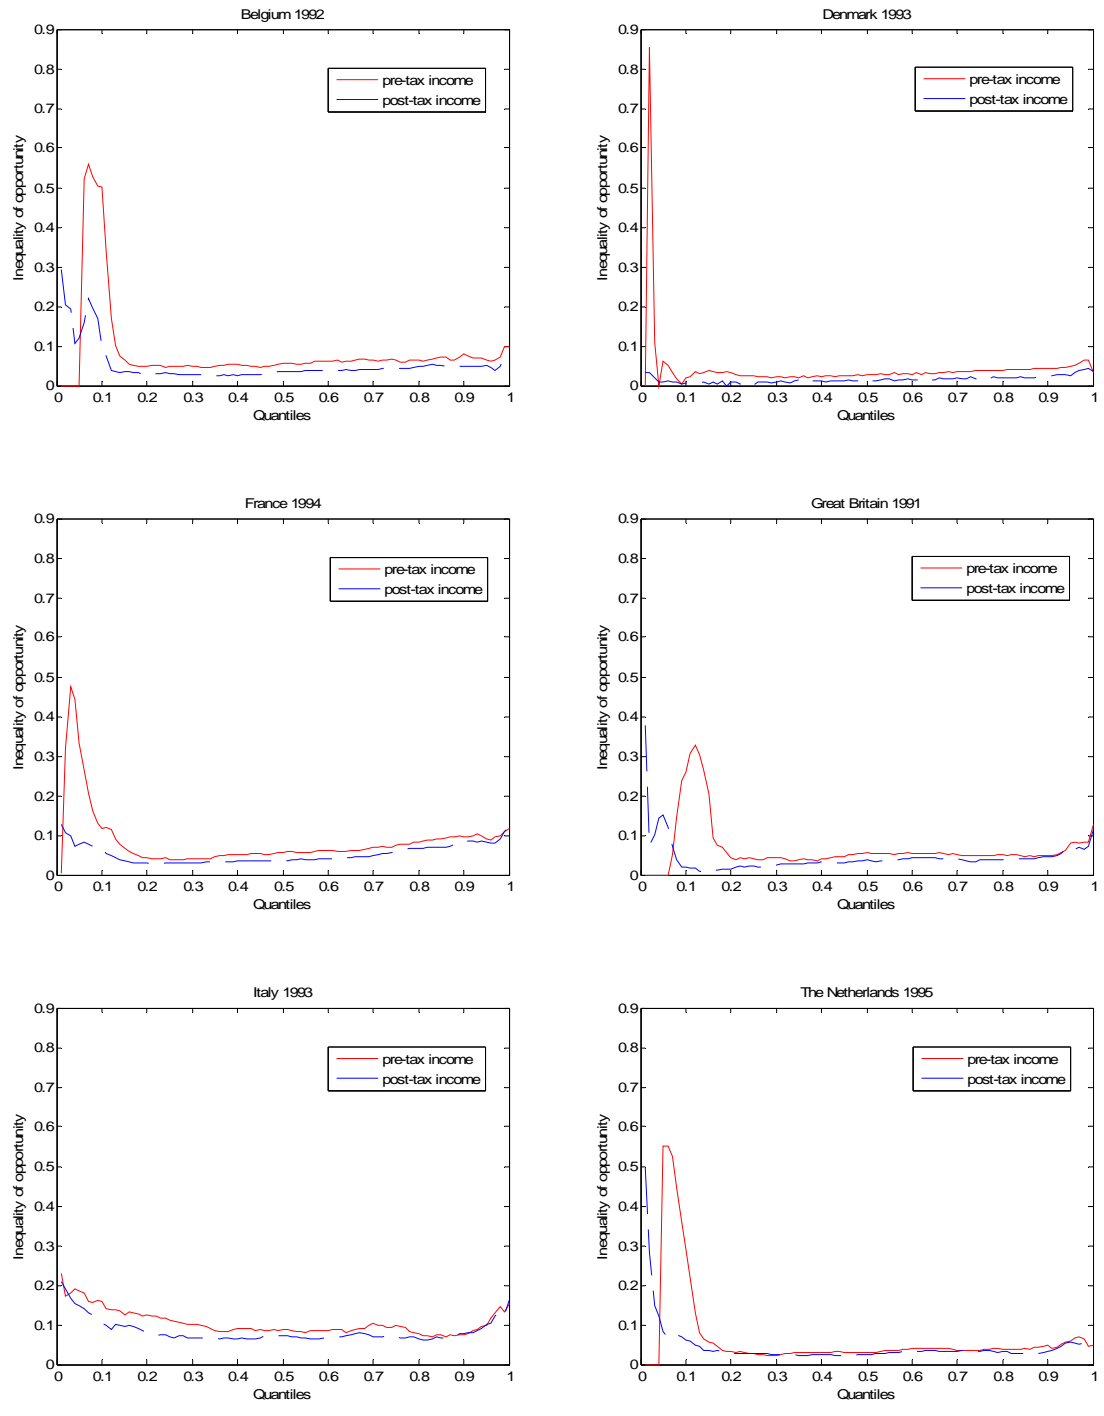 Belgium 1992
0.9
0.8
0.7
0.6
0.5
0.4
0.3
0.2
0.1
0
Inequality of opportunity
pre-tax income
post-tax income
0 0.1 0.2 0.3 0.4 0.5 0.6 0.7 0.8 0.9 1
Quantiles
Denmark 1993
0.9
0.8
0.7
0.6
0.5
0.4
0.3
0.2
0.1
0
Inequality of opportunity
pre-tax income
post-tax income
0 0.1 0.2 0.3 0.4 0.5 0.6 0.7 0.8 0.9 1
Quantiles
France 1994
0.9
0.8
0.7
0.6
0.5
0.4
0.3
0.2
0.1
0
Inequality of opportunity
pre-tax income
post-tax income
0 0.1 0.2 0.3 0.4 0.5 0.6 0.7 0.8 0.9 1
Quantiles
Great Britain 1991
0.9
0.8
0.7
0.6
0.5
0.4
0.3
0.2
0.1
0
Inequality of opportunity
pre-tax income
post-tax income
0 0.1 0.2 0.3 0.4 0.5 0.6 0.7 0.8 0.9 1
Quantiles
Italy 1993
0.9
0.8
0.7
0.6
0.5
0.4
0.3
0.2
0.1
0
Inequality of opportunity
pre-tax income
post-tax income
0 0.1 0.2 0.3 0.4 0.5 0.6 0.7 0.8 0.9 1
Quantiles
The Netherlands 1995
0.9
0.8
0.7
0.6
0.5
0.4
0.3
0.2
0.1
0
Inequality of opportunity
pre-tax income
post-tax income
0 0.1 0.2 0.3 0.4 0.5 0.6 0.7 0.8 0.9 1
Quantiles